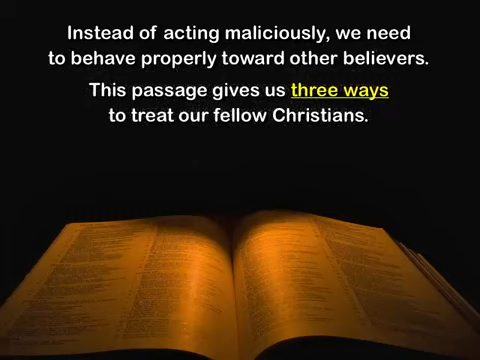 Instead of acting maliciously, we need
to behave properly toward other believers.
This passage gives us three ways
to treat our fellow Christians.